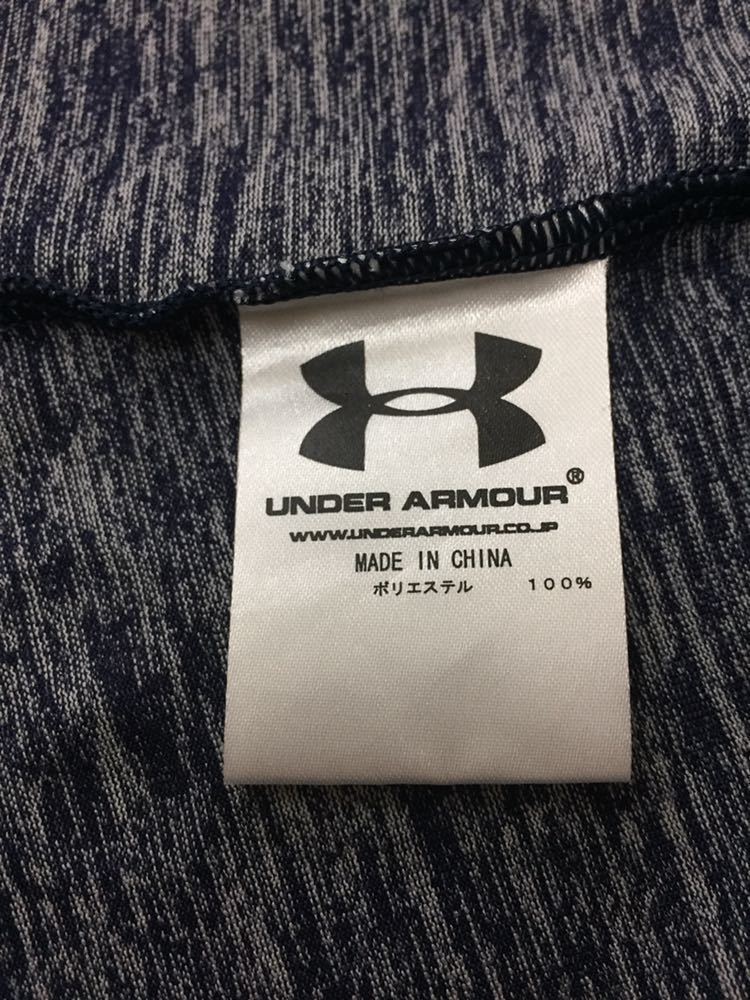 UNDER ARMOUR®
WWW.UNDERARMOUR.CO.JP
MADE IN CHINA
ポリエステル 100%